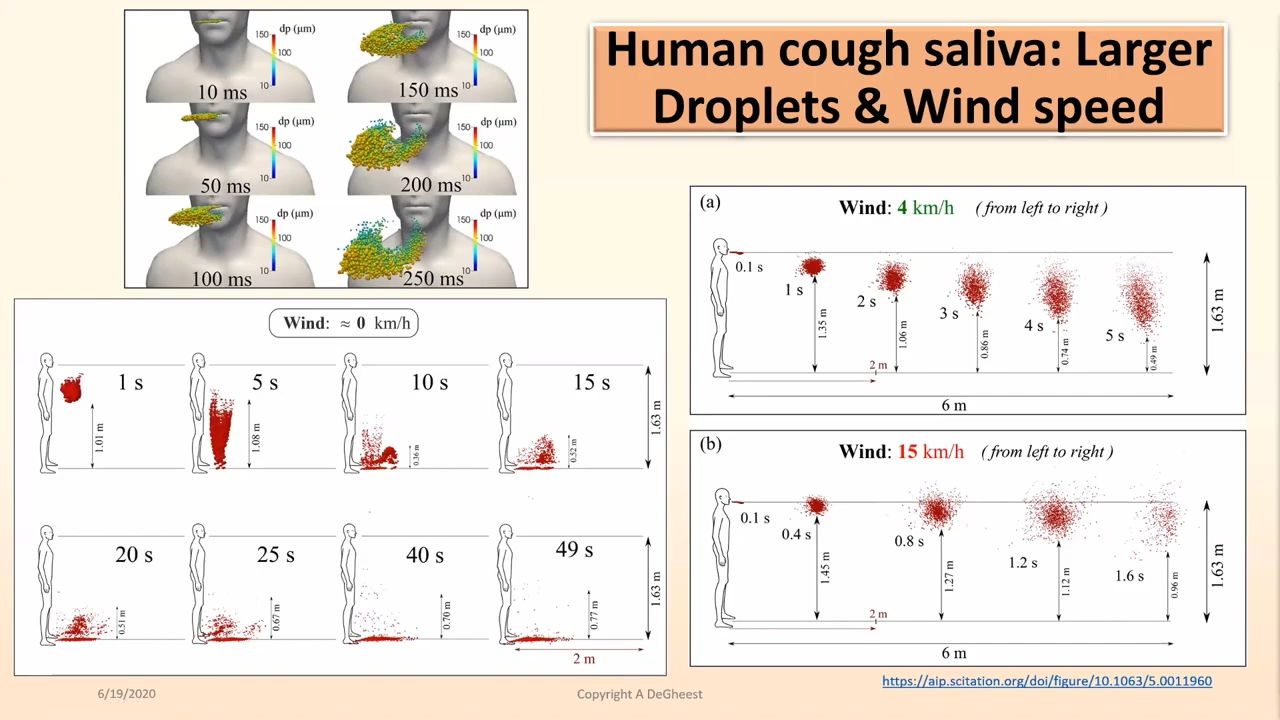 Human cough saliva: Larger
Droplets & Wind speed
dp (μm)
150
100
10
10 ms
dp (μm)
150
100
10
150 ms
dp (μm)
150
100
10
50 ms
dp (μm)
150
100
10
200 ms
dp (μm)
150
100
10
100 ms
dp (μm)
150
100
10
250 ms
Wind: ≈ 0 km/h
1 s
1.01 m
5 s
1.08 m
10 s
0.36 m
15 s
0.52 m
1.63 m
20 s
0.51 m
25 s
0.67 m
40 s
0.70 m
49 s
0.77 m
1.63 m
2 m
(a)
Wind: 4 km/h ( from left to right )
0.1 s
1 s
1.35 m
2 s
1.06 m
3 s
0.86 m
4 s
0.74 m
5 s
0.49 m
1.63 m
2 m
6 m
(b)
Wind: 15 km/h ( from left to right )
0.1 s
0.4 s
1.45 m
0.8 s
1.27 m
1.2 s
1.12 m
1.6 s
0.96 m
1.63 m
2 m
6 m
https://aip.scitation.org/doi/figure/10.1063/5.0011960
6/19/2020
Copyright A DeGheest